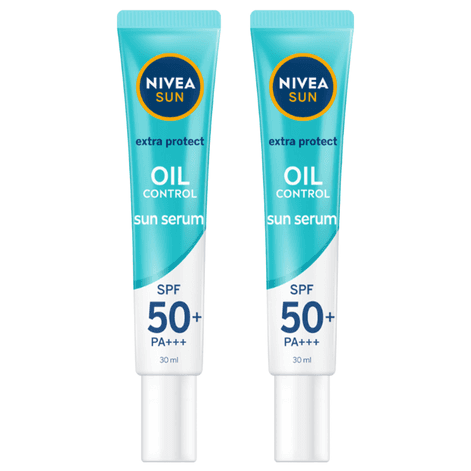 NIVEA
SUN
extra protect
OIL
CONTROL
sun serum
SPF
50+
PA+++
30 ml
NIVEA
SUN
extra protect
OIL
CONTROL
sun serum
SPF
50+
PA+++
30 ml